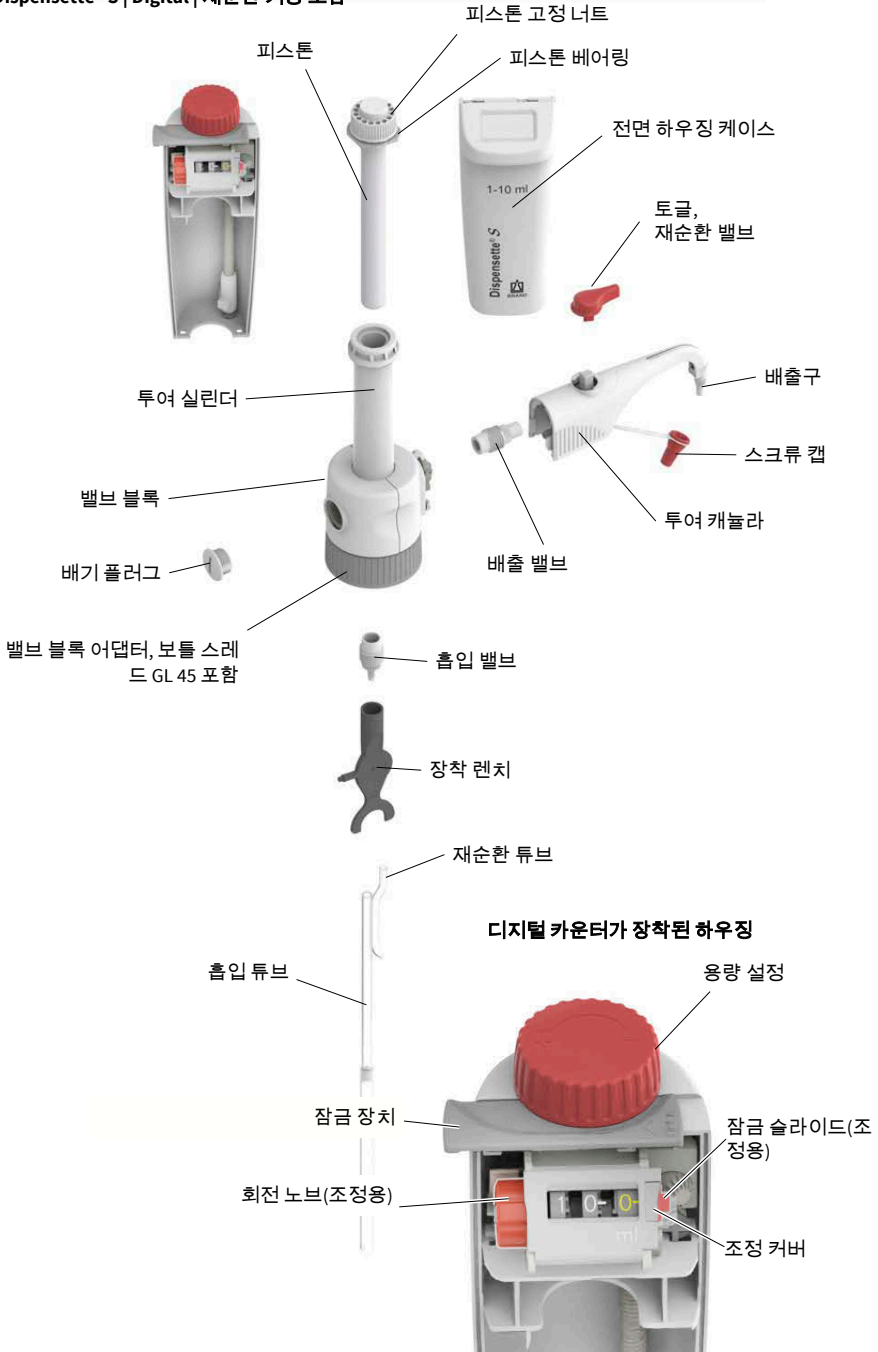 피스톤 고정 너트
피스톤
피스톤 베어링
전면 하우징 케이스
1-10 ml
토글,
재순환 밸브
Dispensette® S
BRAND
배출구
투여 실린더
스크류 캡
밸브 블록
투여 캐뉼라
배출 밸브
배기 플러그
밸브 블록 어댑터, 보틀 스레
드 GL 45 포함
흡입 밸브
장착 렌치
재순환 튜브
디지털 카운터가 장착된 하우징
흡입 튜브
용량 설정
잠금 장치
잠금 슬라이드(조
정용)
회전 노브(조정용)
1 0 0
ml
조정 커버